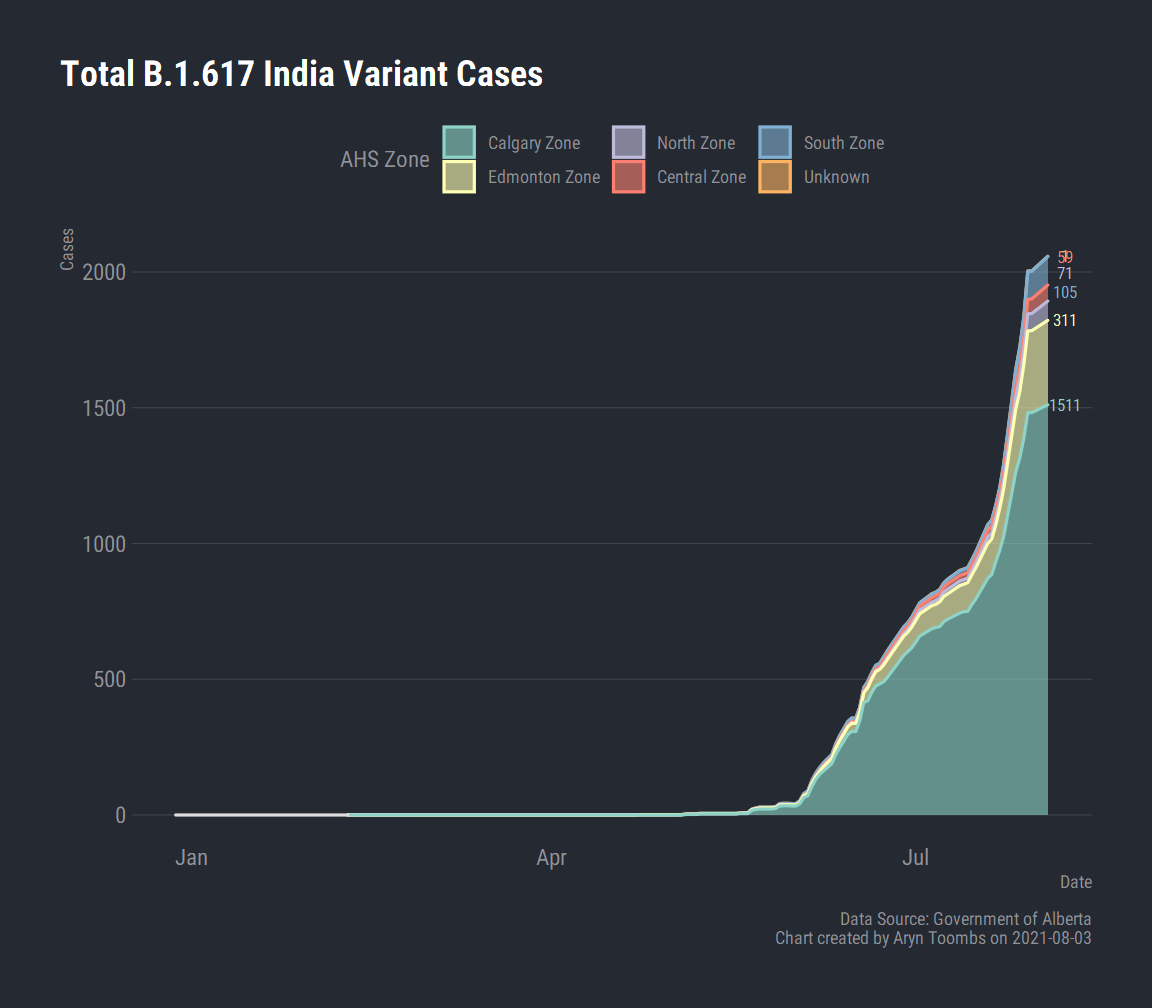 Total B.1.617 India Variant Cases
AHS Zone
Calgary Zone
North Zone
South Zone
Edmonton Zone
Central Zone
Unknown
Cases
2000
1500
1000
500
0
59
71
105
311
1511
Jan
Apr
Jul
Date
Data Source: Government of Alberta
Chart created by Aryn Toombs on 2021-08-03